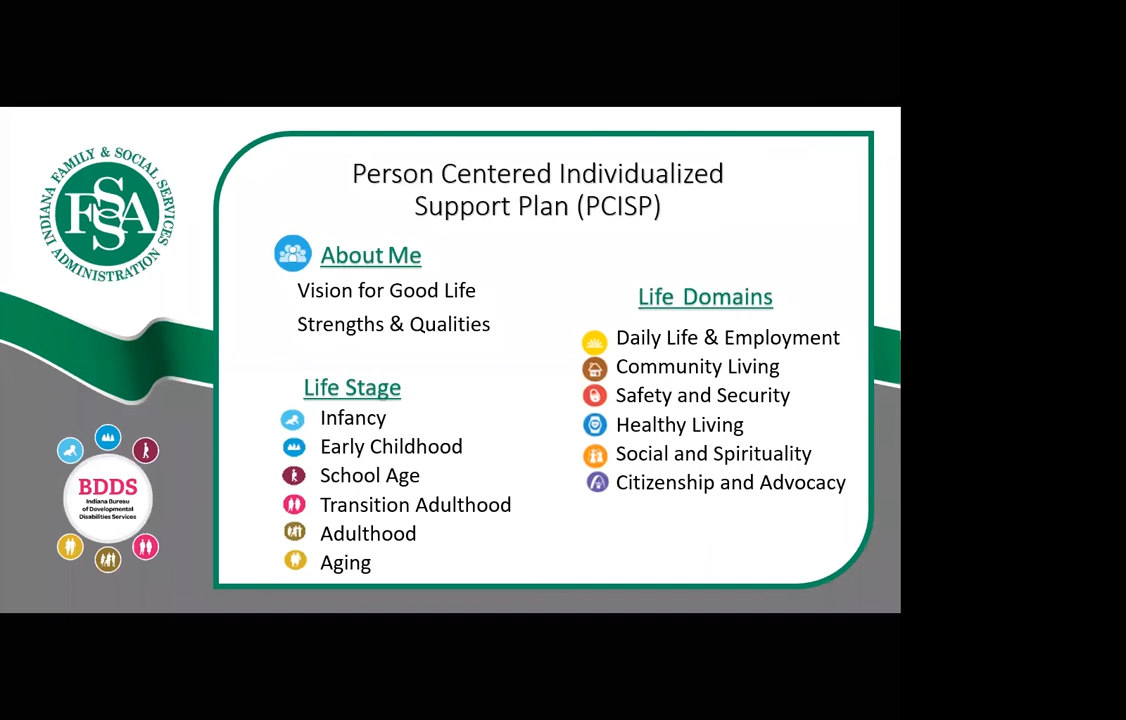 INDIANA FAMILY & SOCIAL SERVICES ADMINISTRATION
FSSA
Person Centered Individualized
Support Plan (PCISP)
About Me
Vision for Good Life
Strengths & Qualities
Life Stage
Infancy
Early Childhood
School Age
Transition Adulthood
Adulthood
Aging
Life Domains
Daily Life & Employment
Community Living
Safety and Security
Healthy Living
Social and Spirituality
Citizenship and Advocacy
BDDS
Indiana Bureau
of Developmental
Disabilities Services